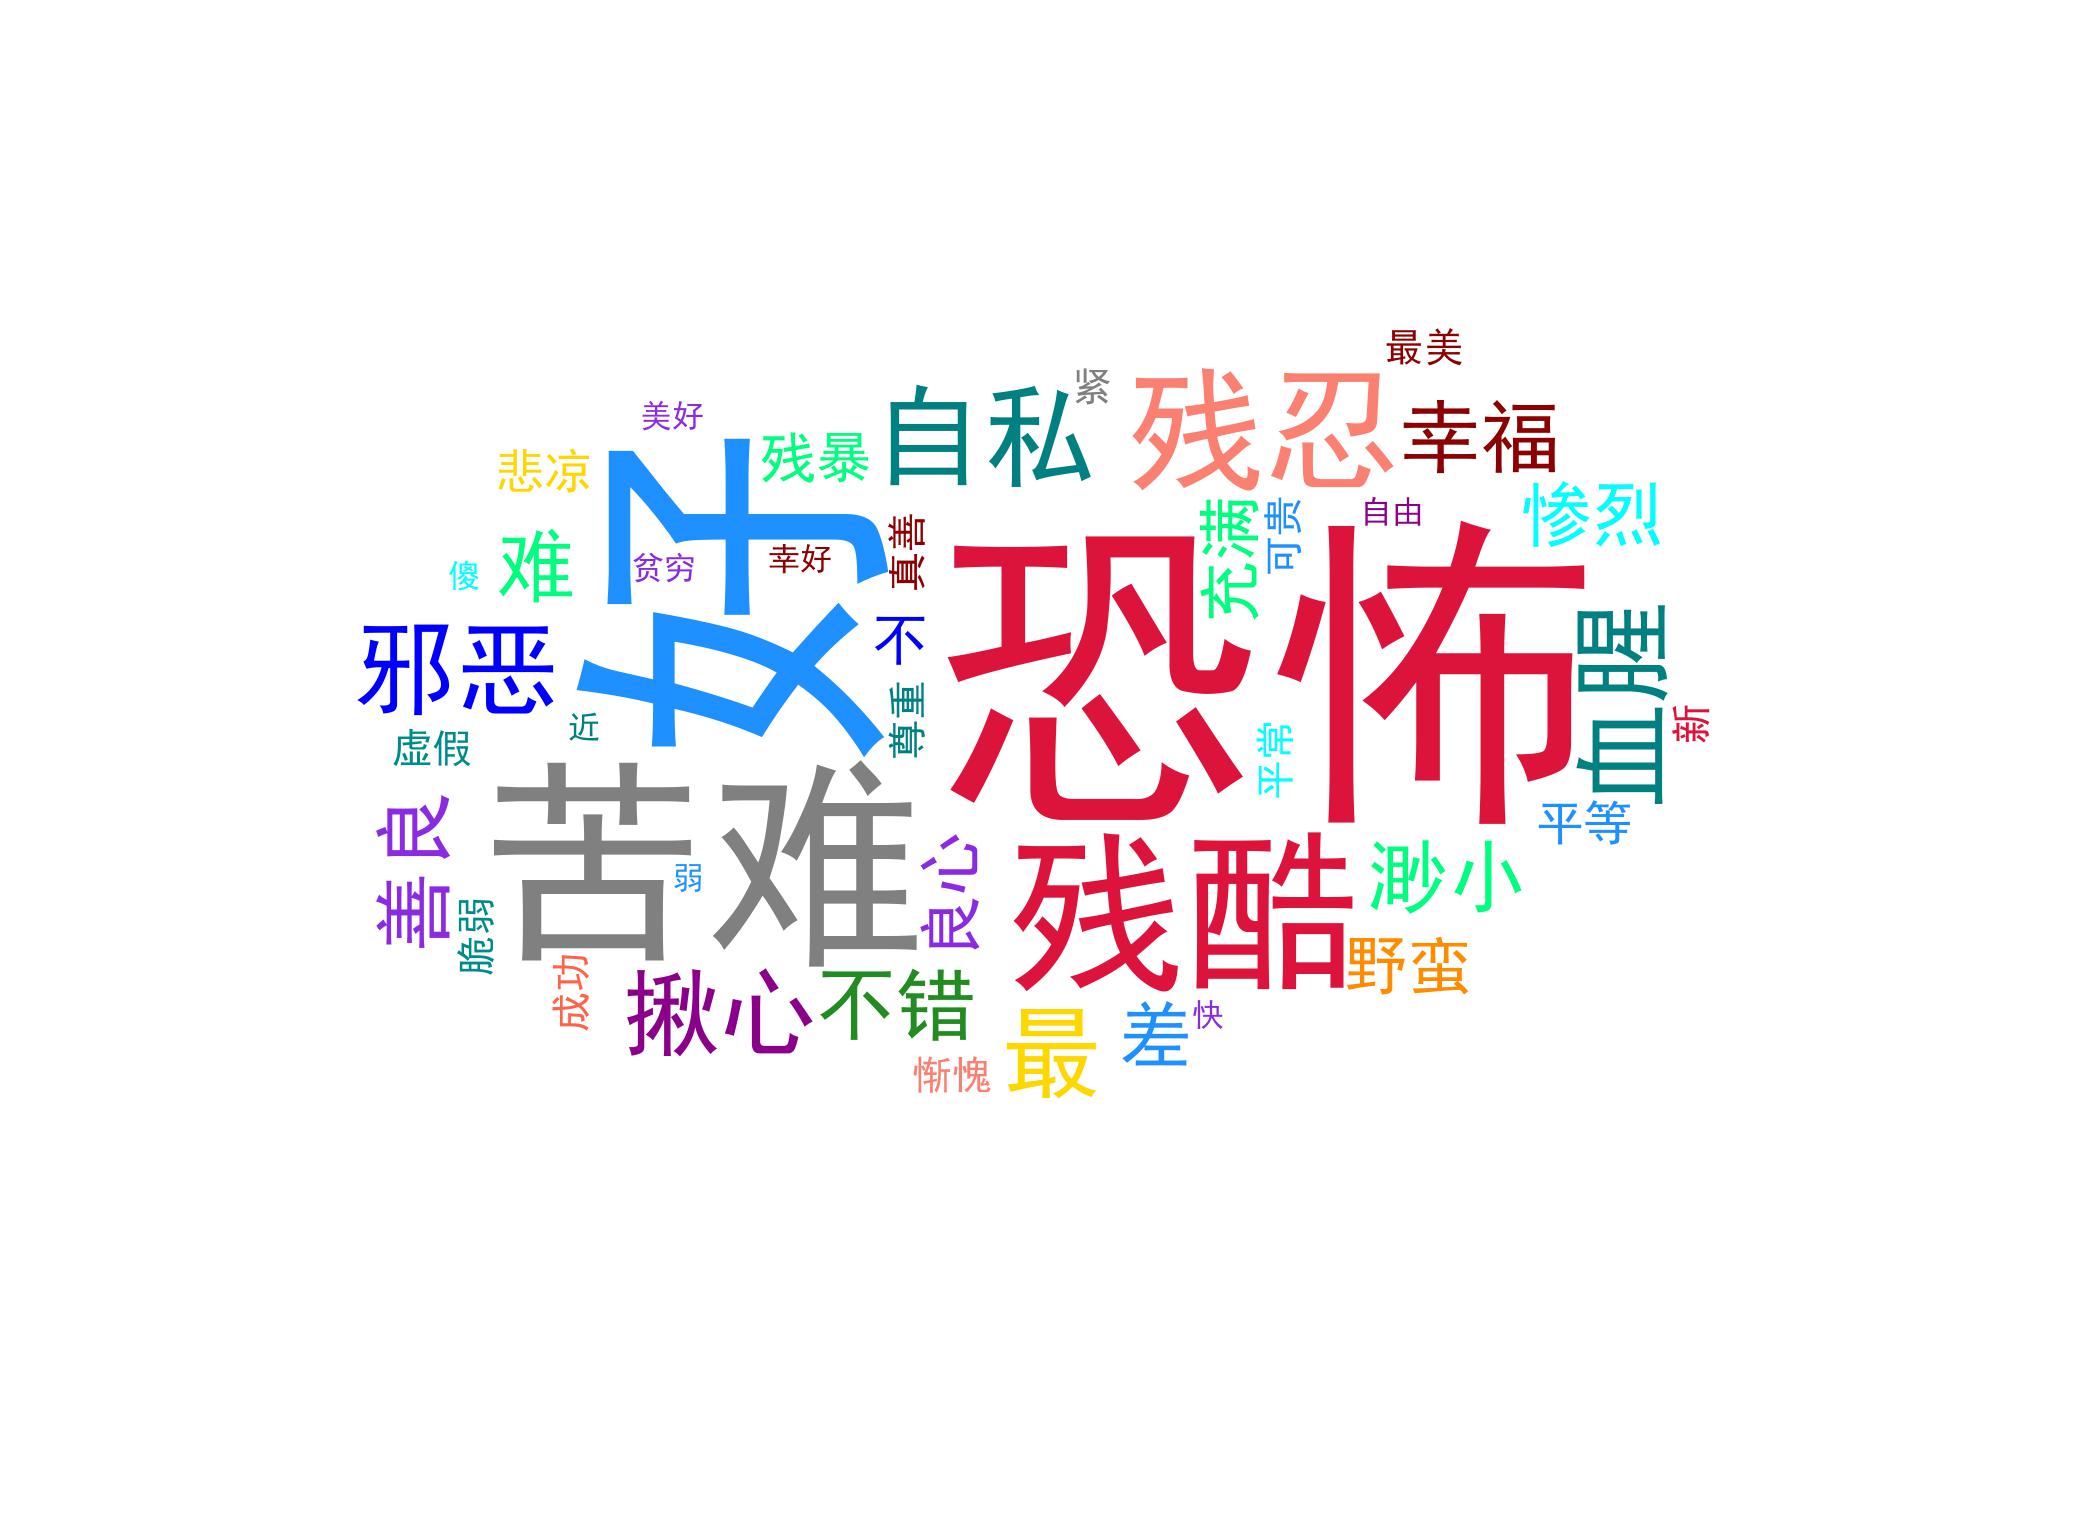 最美
紧
残忍
自私
美好
幸福
残暴
悲凉
惨烈
自由
可贵
充满
真善
好
难
幸好
贫穷
傻
恐怖
不
邪恶
血腥
尊重
近
新
虚假
平常
平等
苦难
善良
弱
良心
残酷
渺小
脆弱
野蛮
成功
揪心
不错
快
差
最
惭愧